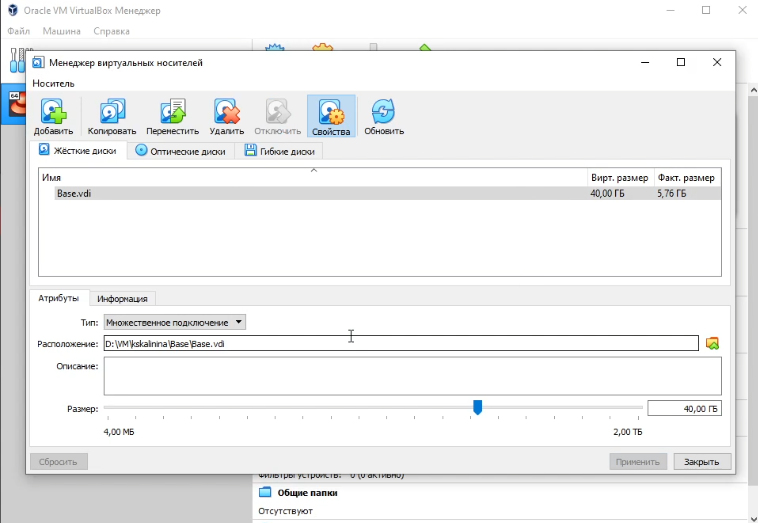 Oracle VM VirtualBox Менеджер
Файл Машина Справка
64
Менеджер виртуальных носителей
Носитель
Добавить Копировать Переместить Удалить Отключить Свойства Обновить
Жёсткие диски Оптические диски Гибкие диски
Имя Вирт. размер Факт. размер
Base.vdi 40,00 ГБ 5,76 ГБ
Атрибуты Информация
Тип: Множественное подключение
Расположение: D:\VM\kskalinina\Base\Base.vdi
Описание:
Размер: 40,00 ГБ
4,00 МБ 2,00 ТБ
Сбросить Применить Закрыть
Фильтры устройств: 0 (0 активно)
Общие папки
Отсутствуют